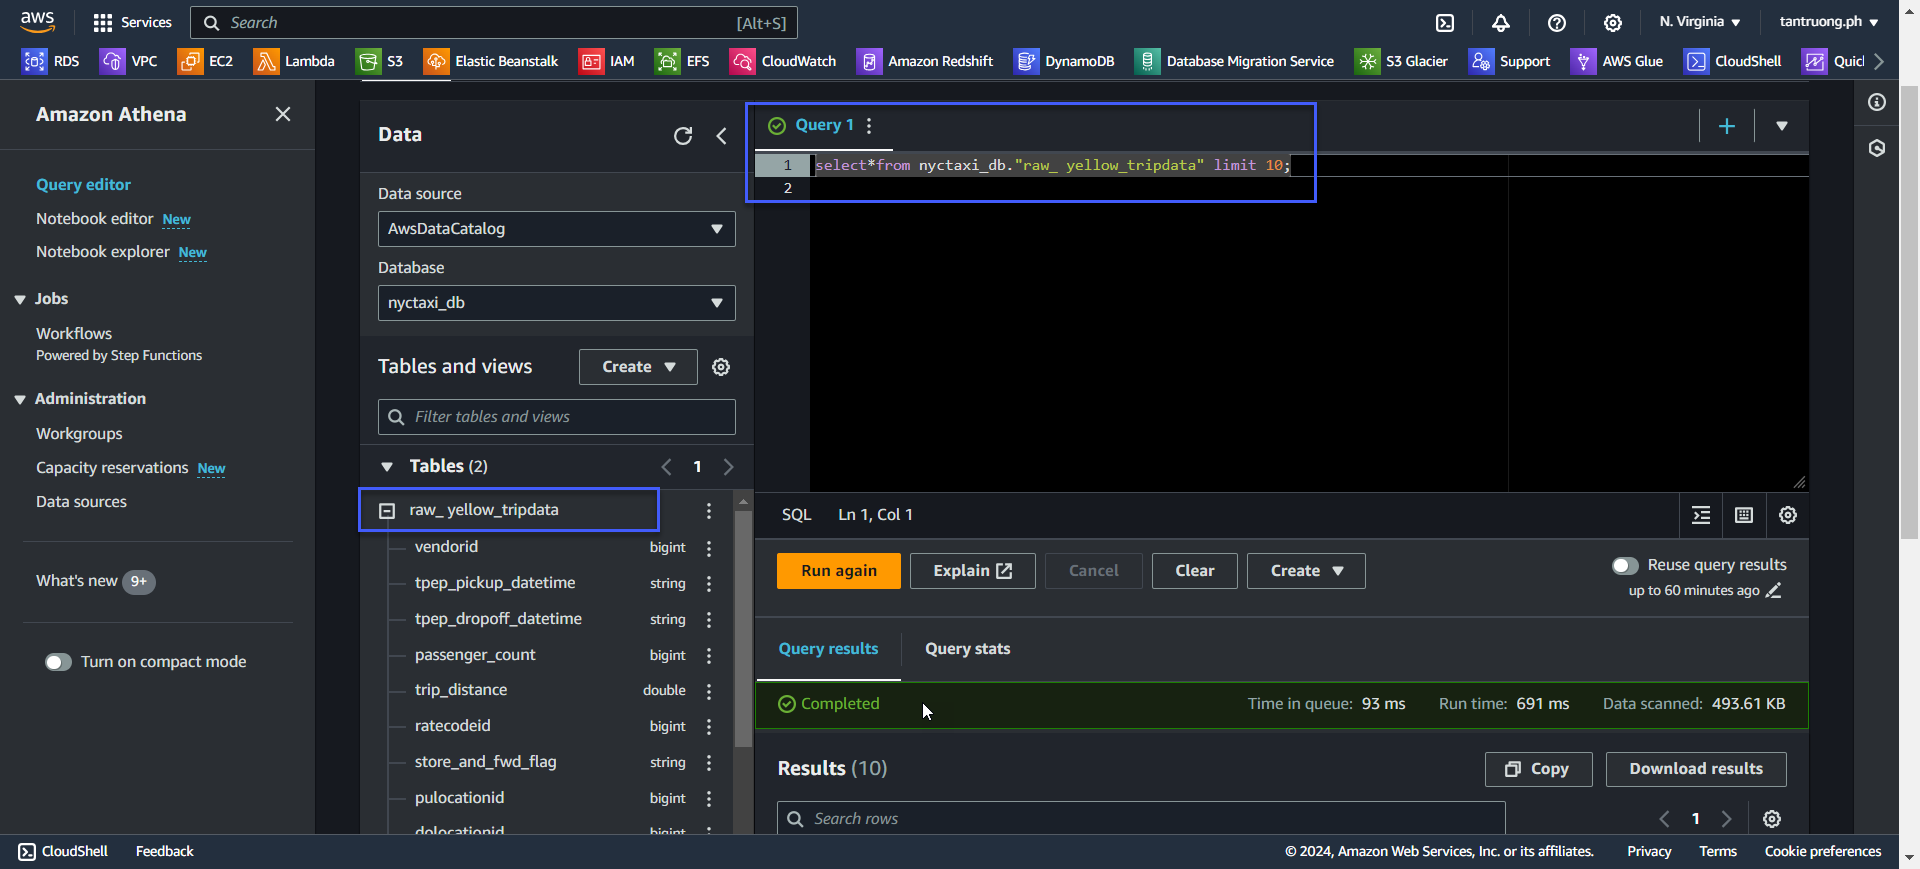 aws
Services
Search
[Alt+S]
N. Virginia
tantruong.ph
RDS
VPC
EC2
Lambda
S3
Elastic Beanstalk
IAM
EFS
CloudWatch
Amazon Redshift
DynamoDB
Database Migration Service
S3 Glacier
Support
AWS Glue
CloudShell
Quicl
Amazon Athena
Query editor
Notebook editor New
Notebook explorer New
Jobs
Workflows
Powered by Step Functions
Administration
Workgroups
Capacity reservations New
Data sources
What's new 9+
Turn on compact mode
Data
Data source
AwsDataCatalog
Database
nyctaxi_db
Tables and views
Create
Filter tables and views
Tables (2)
1
raw_ yellow_tripdata
vendorid bigint
tpep_pickup_datetime string
tpep_dropoff_datetime string
passenger_count bigint
trip_distance double
ratecodeid bigint
store_and_fwd_flag string
pulocationid bigint
dolocationid bigint
Query 1
1 select*from nyctaxi_db."raw_ yellow_tripdata" limit 10;
2
SQL Ln 1, Col 1
Run again
Explain
Cancel
Clear
Create
Reuse query results
up to 60 minutes ago
Query results
Query stats
Completed
Time in queue: 93 ms
Run time: 691 ms
Data scanned: 493.61 KB
Results (10)
Copy
Download results
Search rows
1
CloudShell
Feedback
© 2024, Amazon Web Services, Inc. or its affiliates.
Privacy
Terms
Cookie preferences